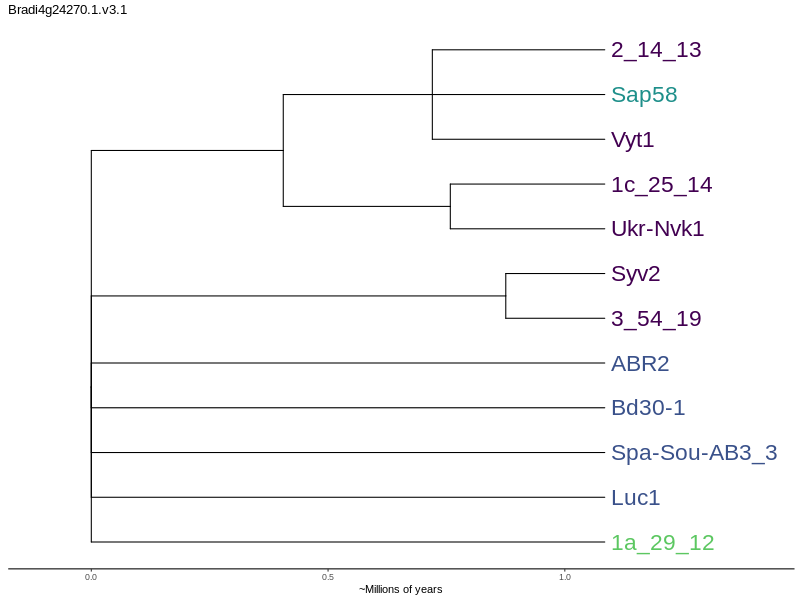 Bradi4g24270.1.v3.1
2_14_13
Sap58
Vyt1
1c_25_14
Ukr-Nvk1
Syv2
3_54_19
ABR2
Bd30-1
Spa-Sou-AB3_3
Luc1
1a_29_12
0.0 0.5 1.0
~Millions of years